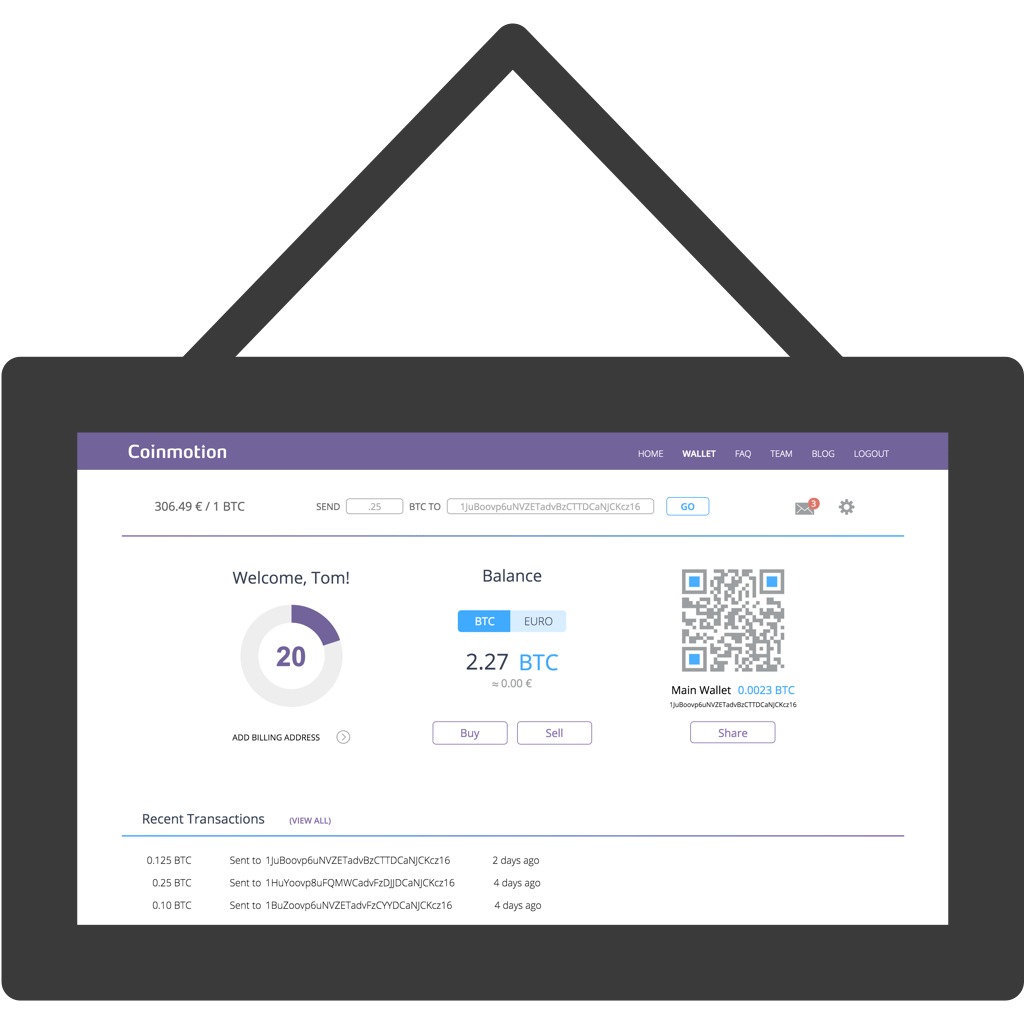 Coinmotion HOME WALLET FAQ TEAM BLOG LOGOUT
306.49 € / 1 BTC SEND .25 BTC TO 1JuBoovp6uNVZETadvBzCTTDCaNJCKcz16 GO 3
Welcome, Tom! Balance
20
BTC EURO
2.27 BTC
≈ 0.00 €
Main Wallet 0.0023 BTC
1JuBoovp6uNVZETadvBzCTTDCaNJCKcz16
ADD BILLING ADDRESS Buy Sell Share
Recent Transactions (VIEW ALL)
0.125 BTC Sent to 1JuBoovp6uNVZETadvBzCTTDCaNJCKcz16 2 days ago
0.25 BTC Sent to 1HuYoovp8uFQMWCadvFzDJJDCaNJCKcz16 4 days ago
0.10 BTC Sent to 1BuZoovp6uNVZETadvFzCYYDCaNJCKcz16 4 days ago